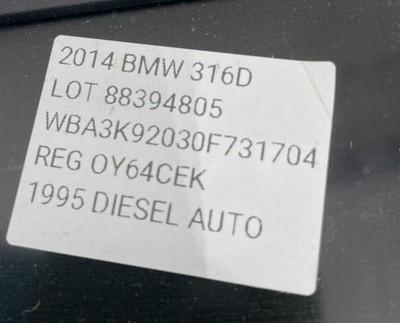 2014 BMW 316D
LOT 88394805
WBA3K92030F731704
REG OY64CEK
1995 DIESEL AUTO